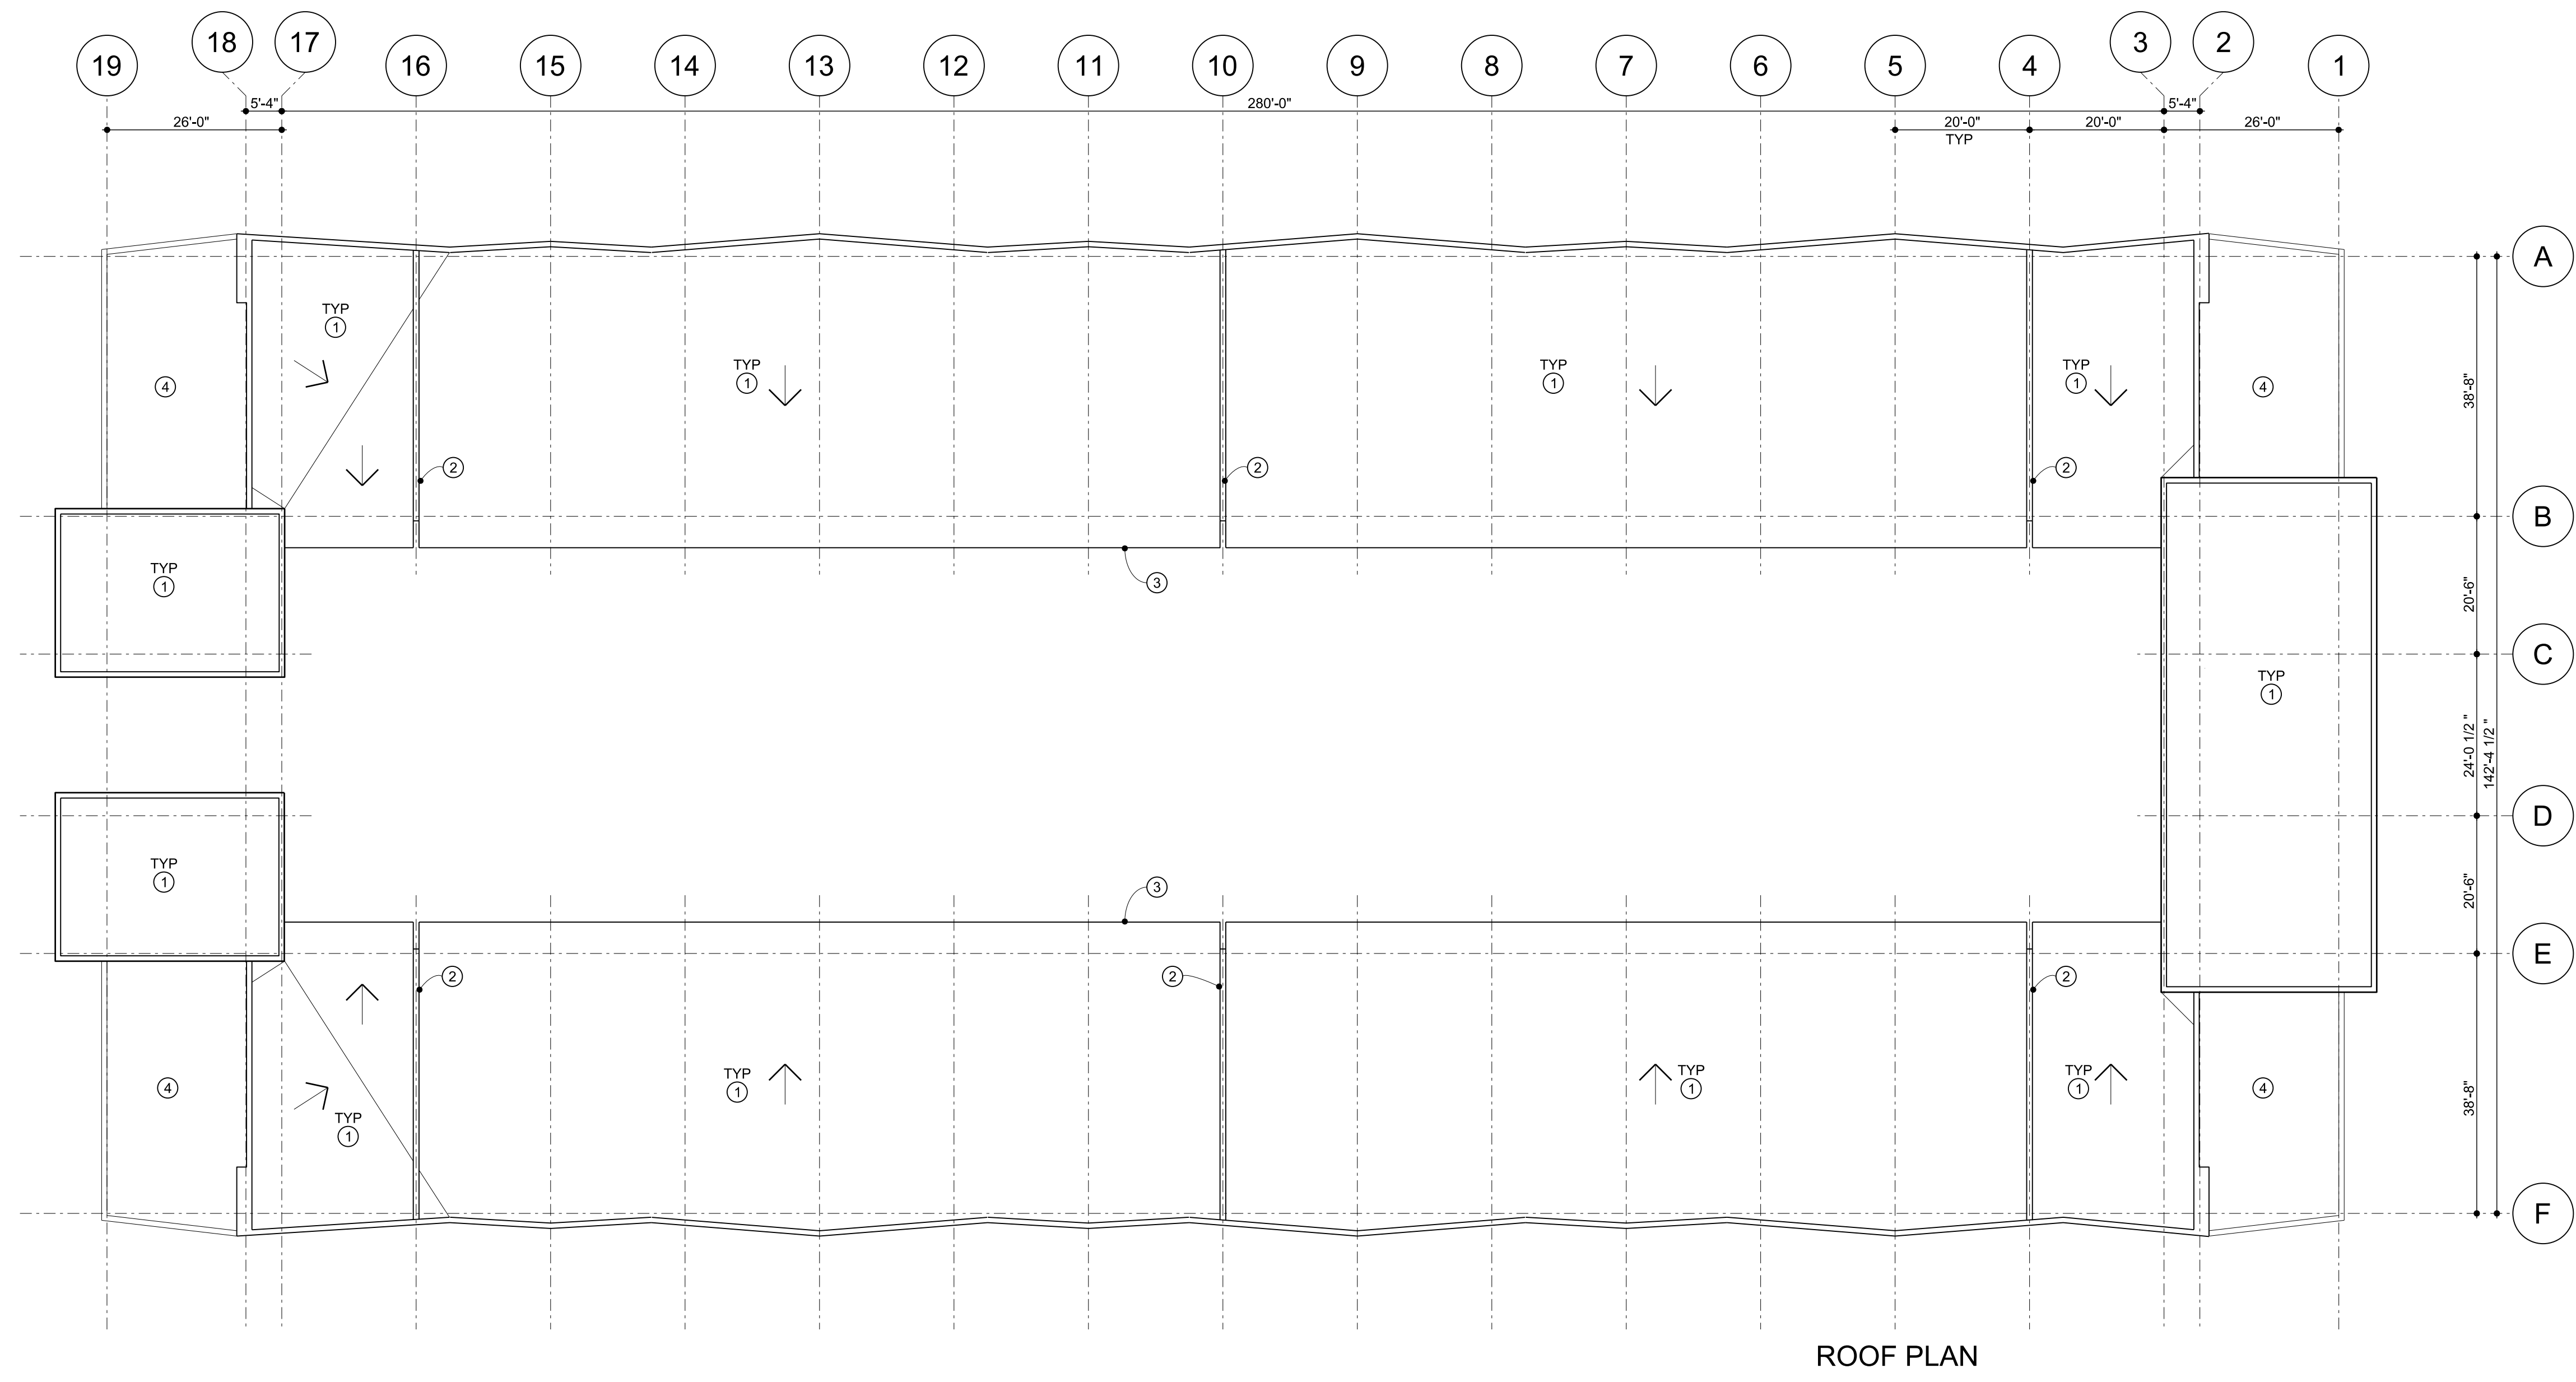 18 17 3 2
19 16 15 14 13 12 11 10 9 8 7 6 5 4 1
5'-4" 280'-0" 5'-4"
26'-0" 20'-0" 20'-0" 26'-0"
TYP
A
TYP
1
TYP TYP TYP
1 1 1
4 4
38'-8"
2 2 2
B
TYP
1
3
20'-6"
C
TYP
1
24'-0 1/2 "
142'-4 1/2 "
D
TYP
1
3
20'-6"
E
2 2 2
TYP TYP TYP
1 1 1
4 4
38'-8"
TYP
1
F
ROOF PLAN